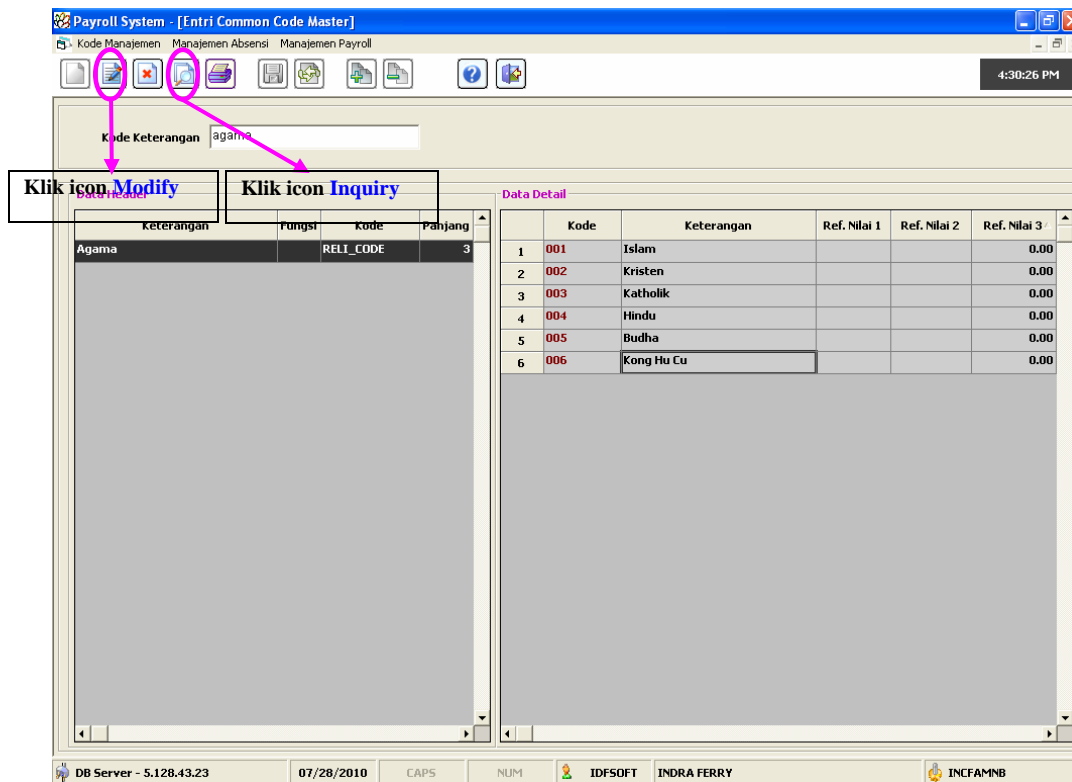 Payroll System - [Entri Common Code Master]
Kode Manajemen Manajemen Absensi Manajemen Payroll
4:30:26 PM
Kode Keterangan agama
Klik icon Modify
Klik icon Inquiry
Data Header
Keterangan Fungsi Kode Panjang
Agama RELI_CODE 3
Data Detail
Kode Keterangan Ref. Nilai 1 Ref. Nilai 2 Ref. Nilai 3
1 001 Islam 0.00
2 002 Kristen 0.00
3 003 Katholik 0.00
4 004 Hindu 0.00
5 005 Budha 0.00
6 006 Kong Hu Cu 0.00
DB Server - 5.128.43.23 07/28/2010 CAPS NUM IDFSOFT INDRA FERRY INCFAMNB